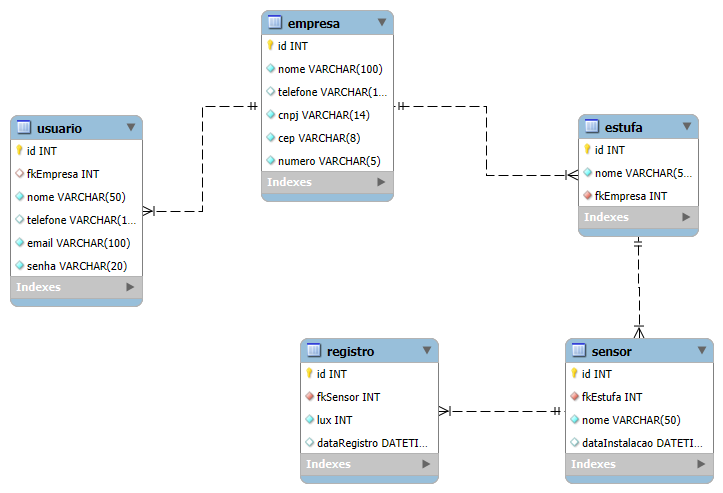 empresa
id INT
nome VARCHAR(100)
telefone VARCHAR(1...
cnpj VARCHAR(14)
cep VARCHAR(8)
numero VARCHAR(5)
Indexes
usuario
id INT
fkEmpresa INT
nome VARCHAR(50)
telefone VARCHAR(1...
email VARCHAR(100)
senha VARCHAR(20)
Indexes
estufa
id INT
nome VARCHAR(5...
fkEmpresa INT
Indexes
registro
id INT
fkSensor INT
lux INT
dataRegistro DATETI...
Indexes
sensor
id INT
fkEstufa INT
nome VARCHAR(50)
dataInstalacao DATETI...
Indexes